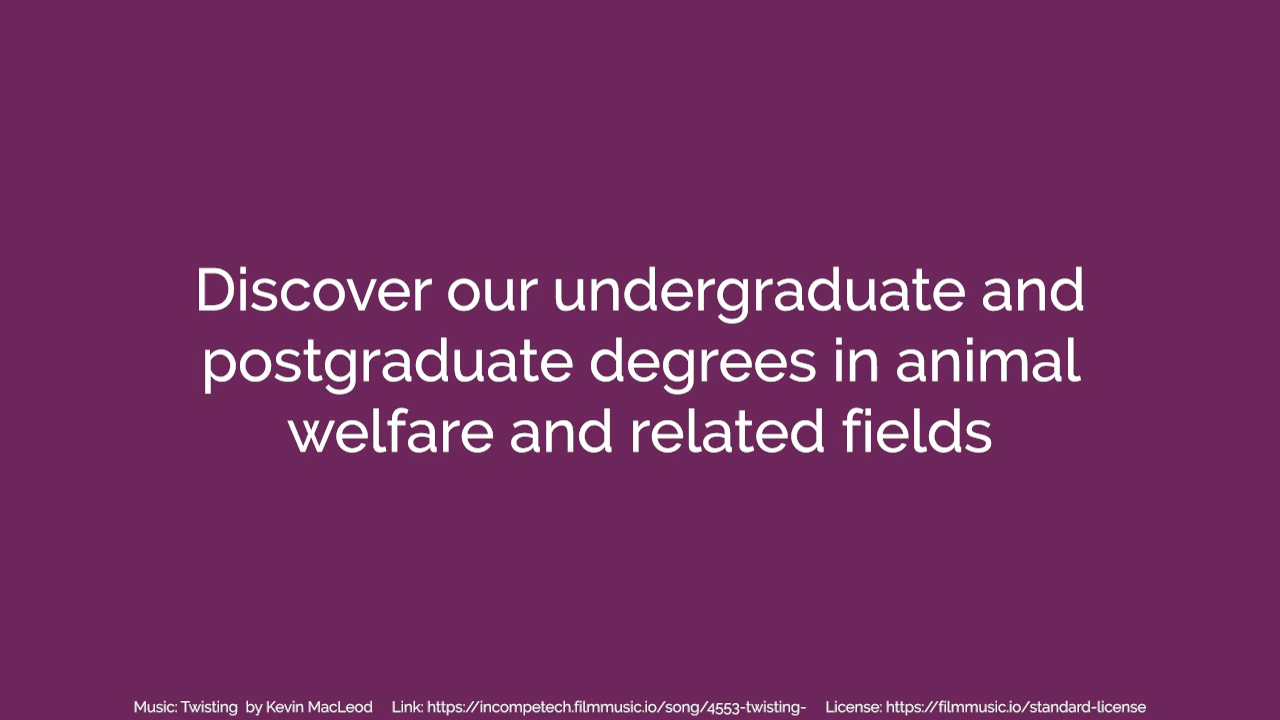 Discover our undergraduate and
postgraduate degrees in animal
welfare and related fields
Music: Twisting by Kevin MacLeod Link: https://incompetech.filmmusic.io/song/4553-twisting- License: https://filmmusic.io/standard-license